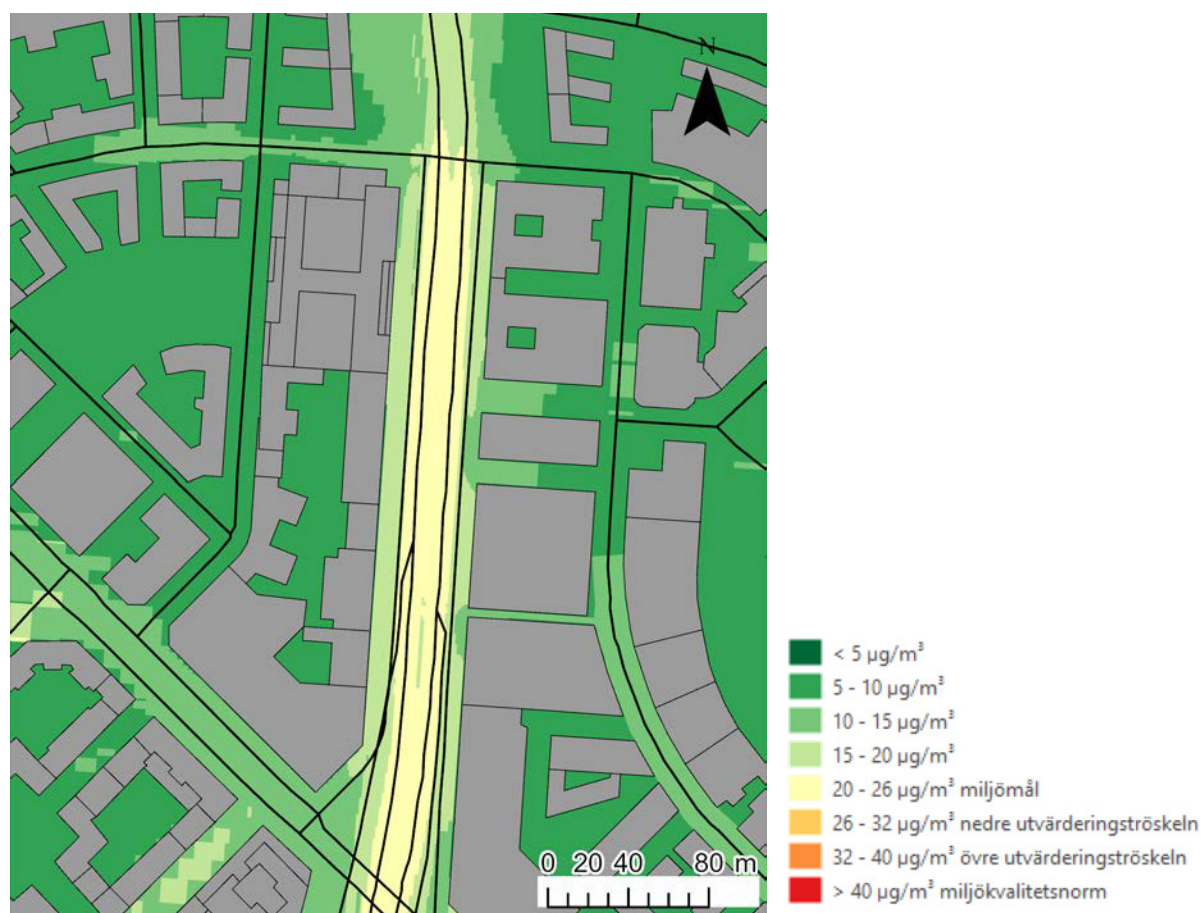 N
0 20 40 80 m
< 5 µg/m³
5 - 10 µg/m³
10 - 15 µg/m³
15 - 20 µg/m³
20 - 26 µg/m³ miljömål
26 - 32 µg/m³ nedre utvärderingströskeln
32 - 40 µg/m³ övre utvärderingströskeln
> 40 µg/m³ miljökvalitetsnorm